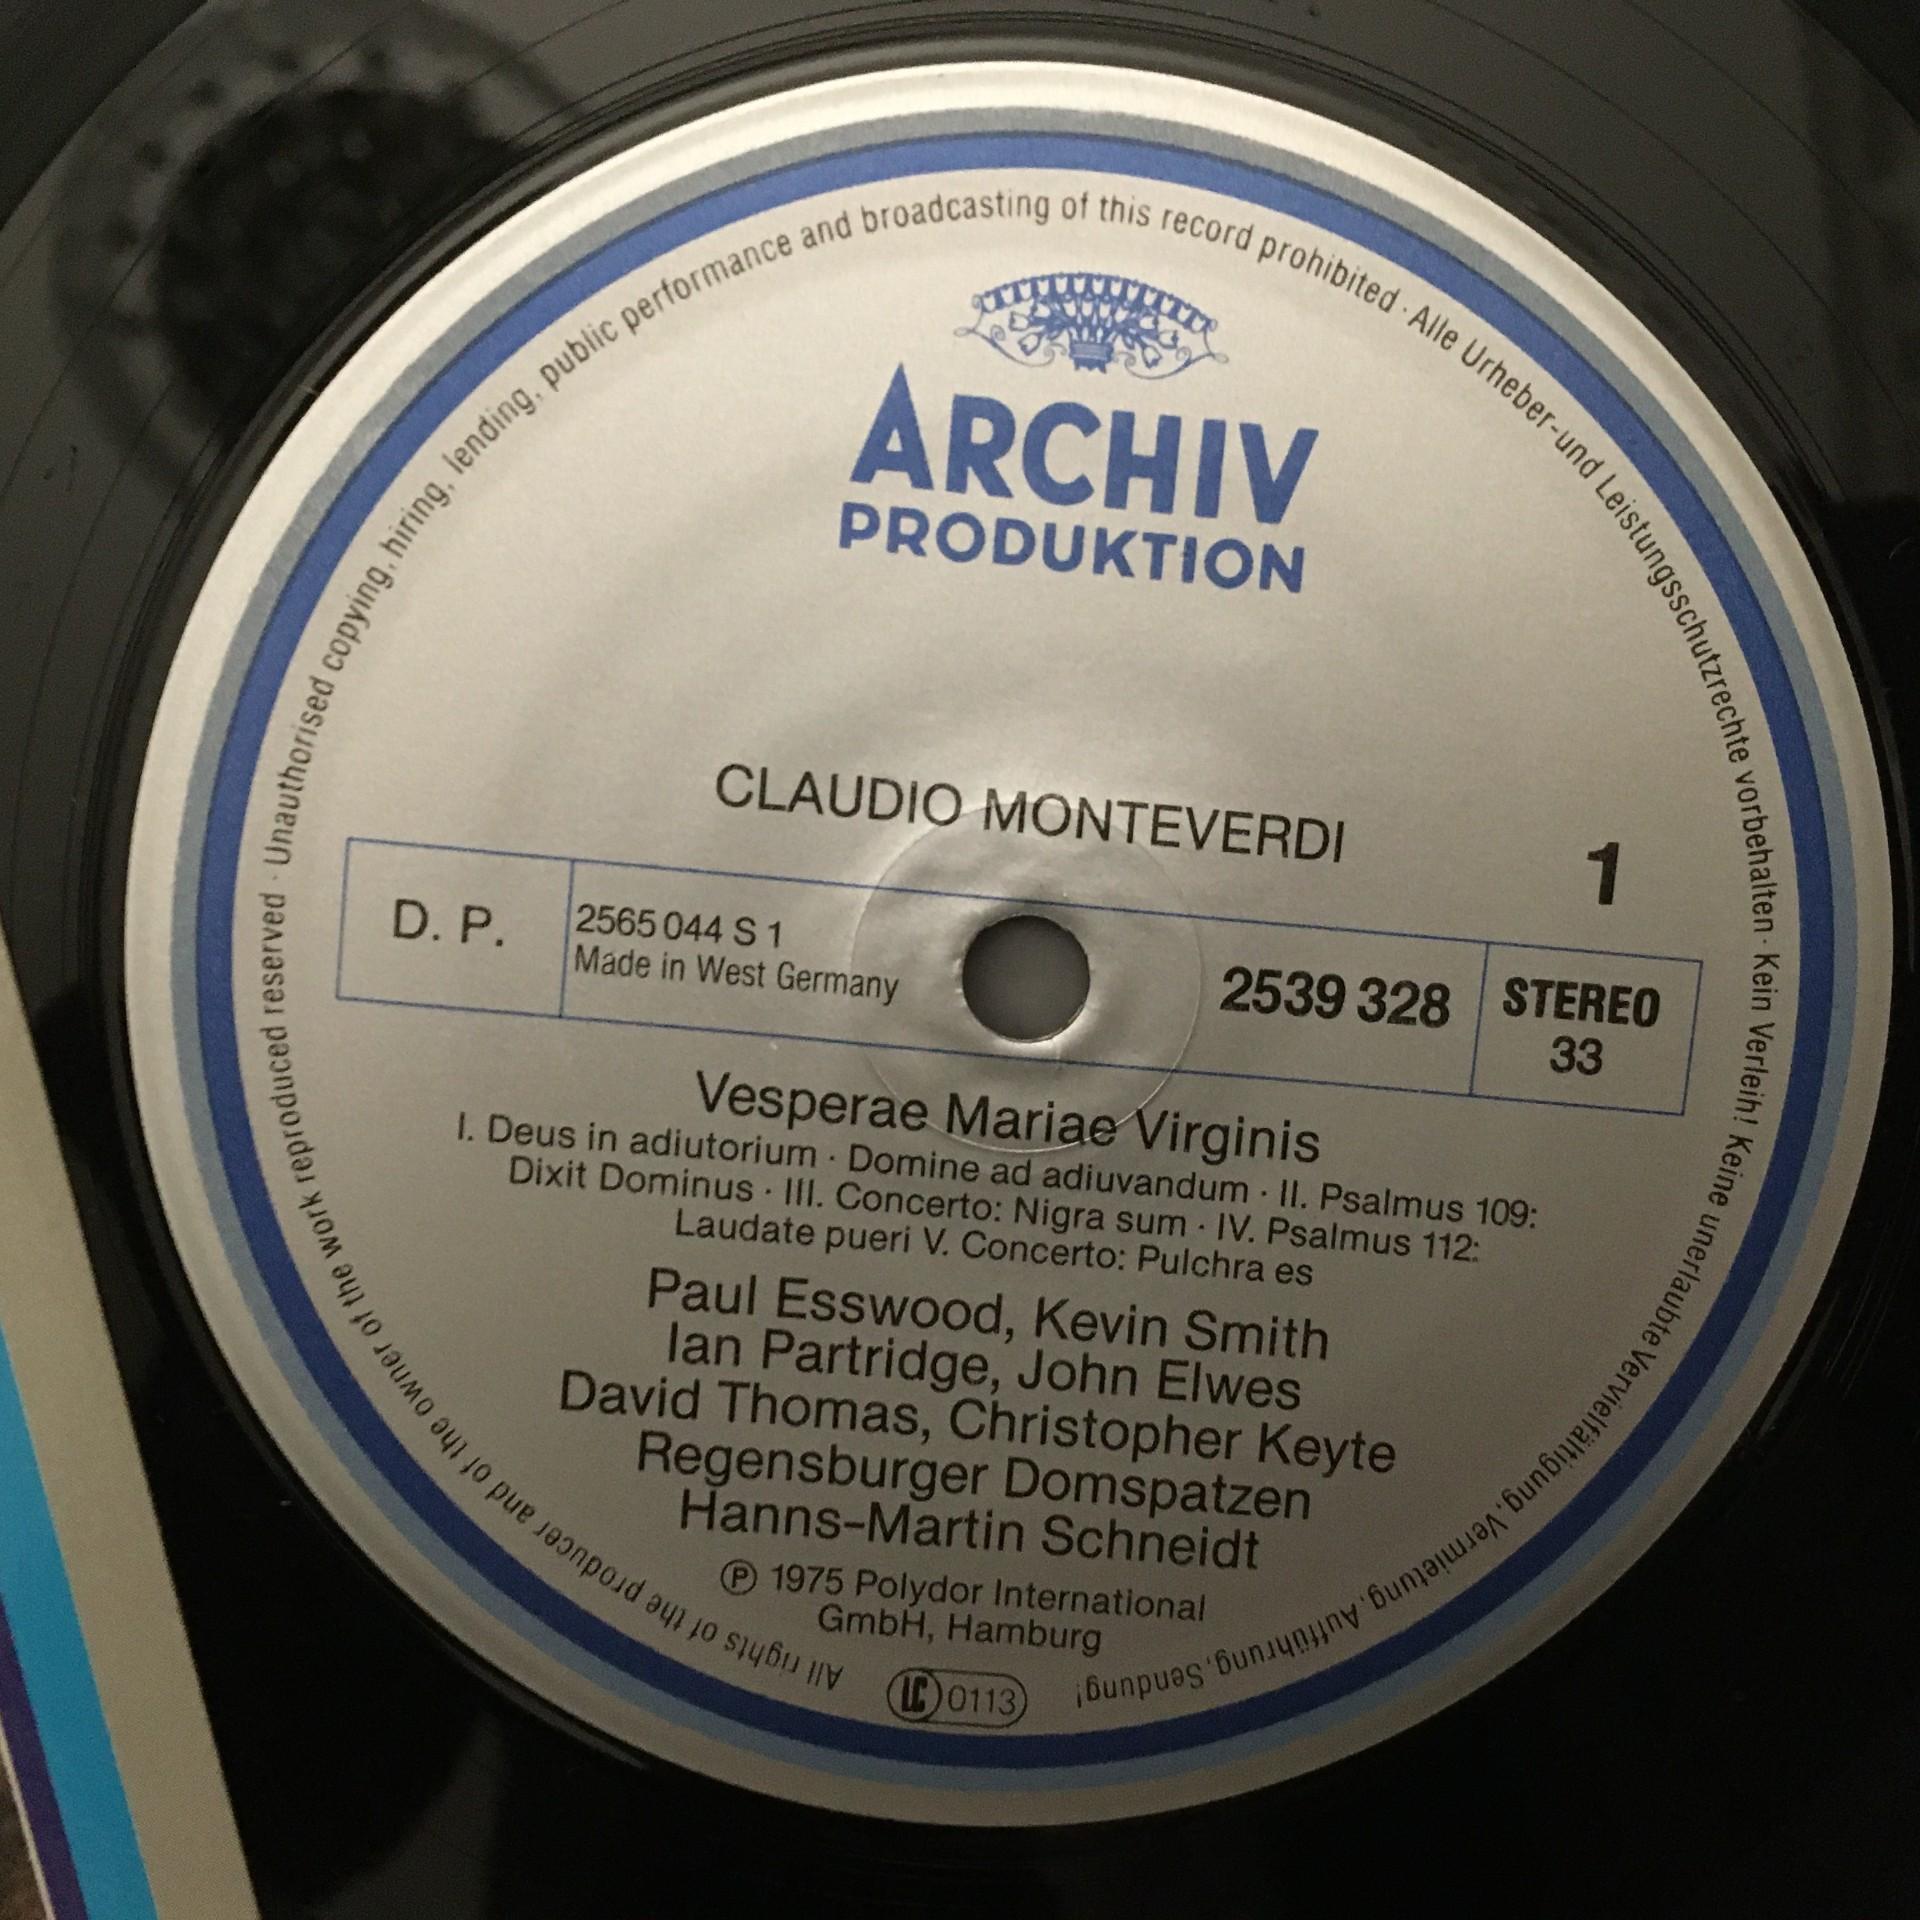 ARCHIV
PRODUKTION
CLAUDIO MONTEVERDI
1
D. P.
2565 044 S 1
Made in West Germany
2539 328
STEREO
33
Vesperae Mariae Virginis
I. Deus in adiutorium · Domine ad adiuvandum · II. Psalmus 109:
Dixit Dominus · III. Concerto: Nigra sum · IV. Psalmus 112:
Laudate pueri V. Concerto: Pulchra es
Paul Esswood, Kevin Smith
Ian Partridge, John Elwes
David Thomas, Christopher Keyte
Regensburger Domspatzen
Hanns-Martin Schneidt
℗ 1975 Polydor International
GmbH, Hamburg
LC 0113
All rights of the producer and of the owner of the work reproduced reserved · Unauthorised copying, hiring, lending, public performance and broadcasting of this record prohibited · Alle Urheber-und Leistungsschutzrechte vorbehalten · Kein Verleih! Keine unerlaubte Vervielfältigung, Vermietung, Aufführung, Sendung!